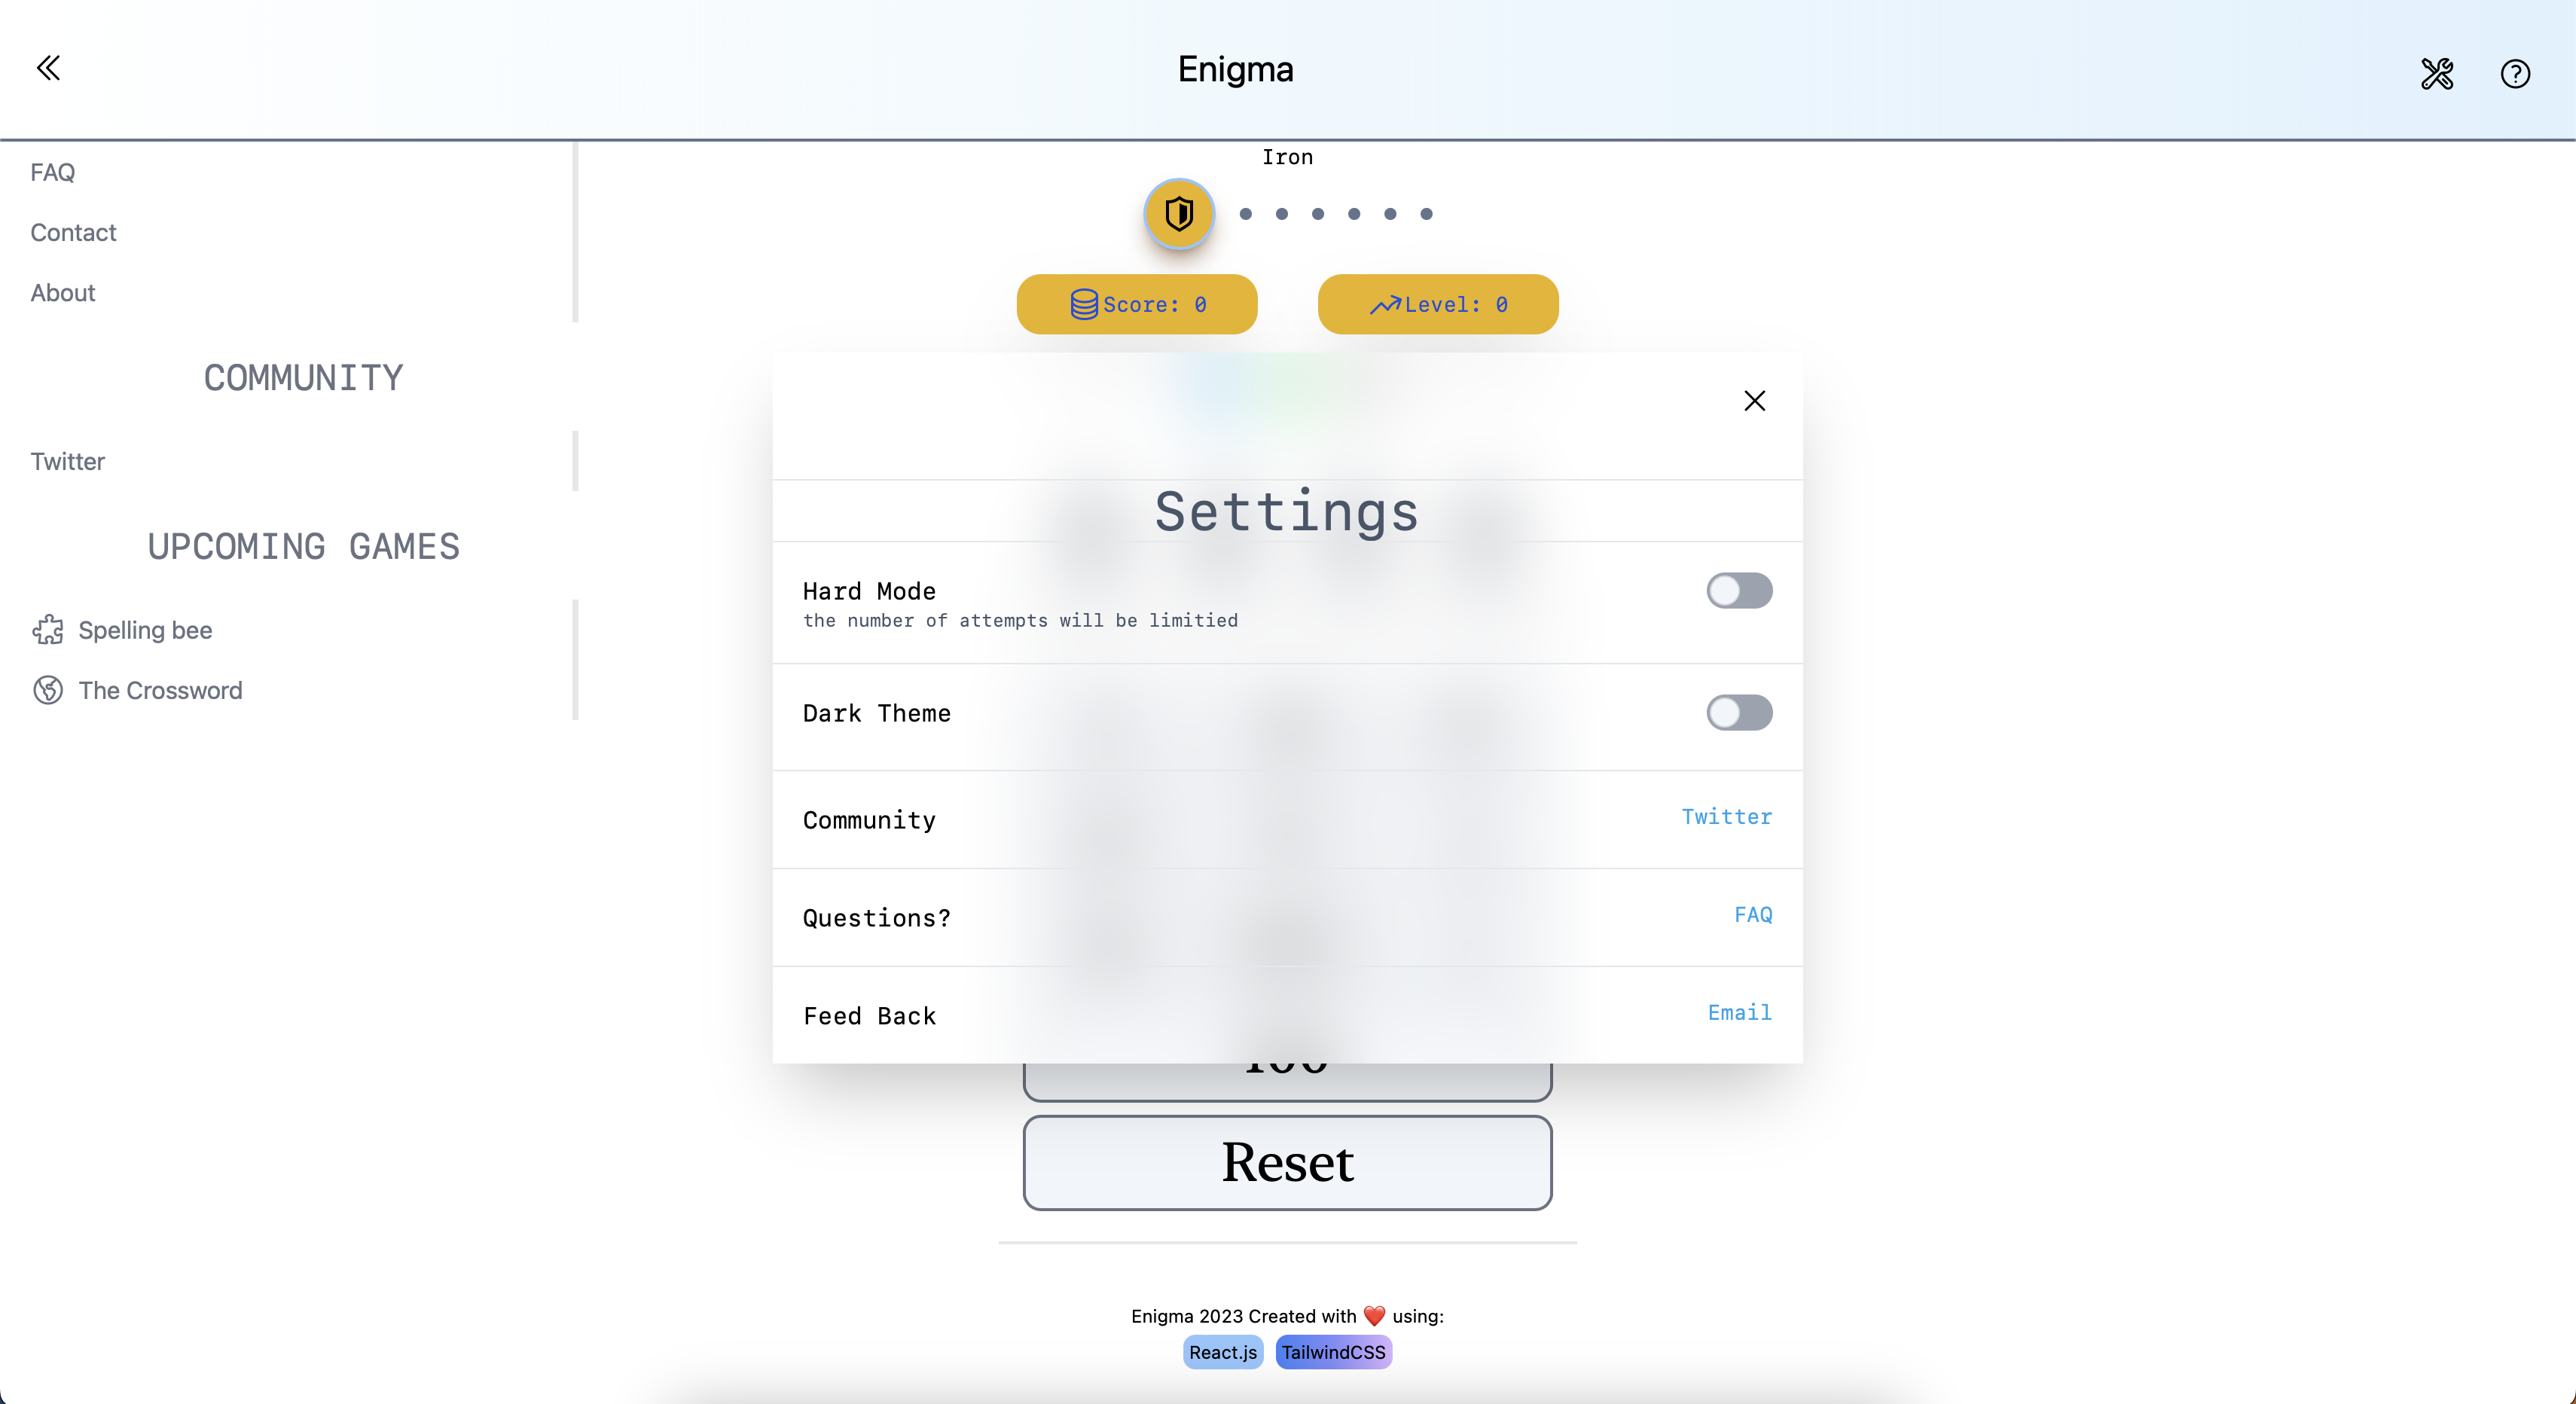 Enigma
FAQ
Contact
About
COMMUNITY
Twitter
UPCOMING GAMES
Spelling bee
The Crossword
Iron
Score: 0
Level: 0
Settings
Hard Mode
the number of attempts will be limitied
Dark Theme
Community
Twitter
Questions?
FAQ
Feed Back
Email
Reset
Enigma 2023 Created with ❤️ using:
React.js TailwindCSS